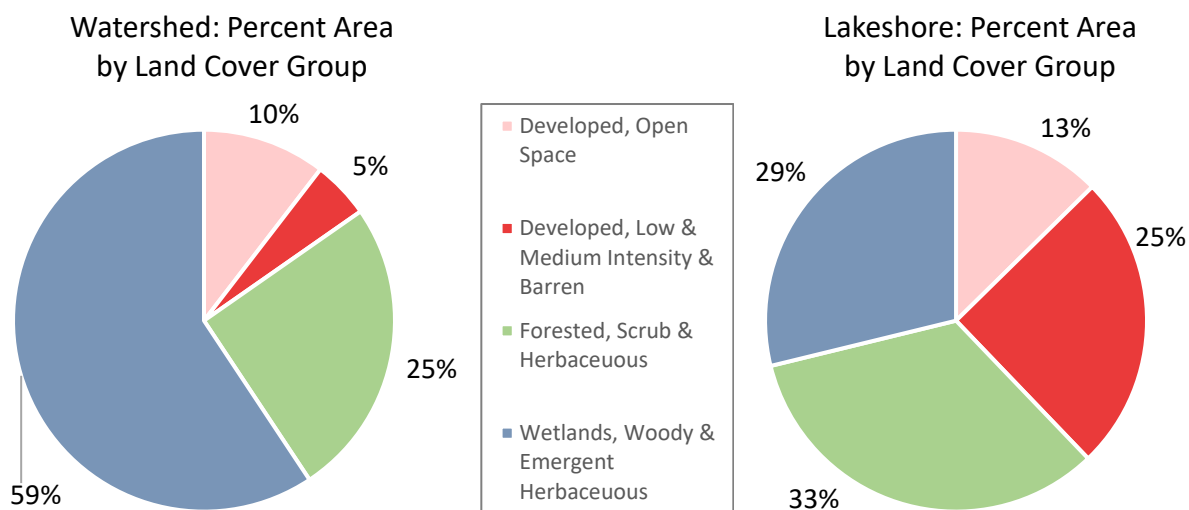 Watershed: Percent Area
by Land Cover Group
10%
5%
25%
59%
Developed, Open
Space
Developed, Low &
Medium Intensity &
Barren
Forested, Scrub &
Herbaceuous
Wetlands, Woody &
Emergent
Herbaceuous
Lakeshore: Percent Area
by Land Cover Group
13%
25%
33%
29%